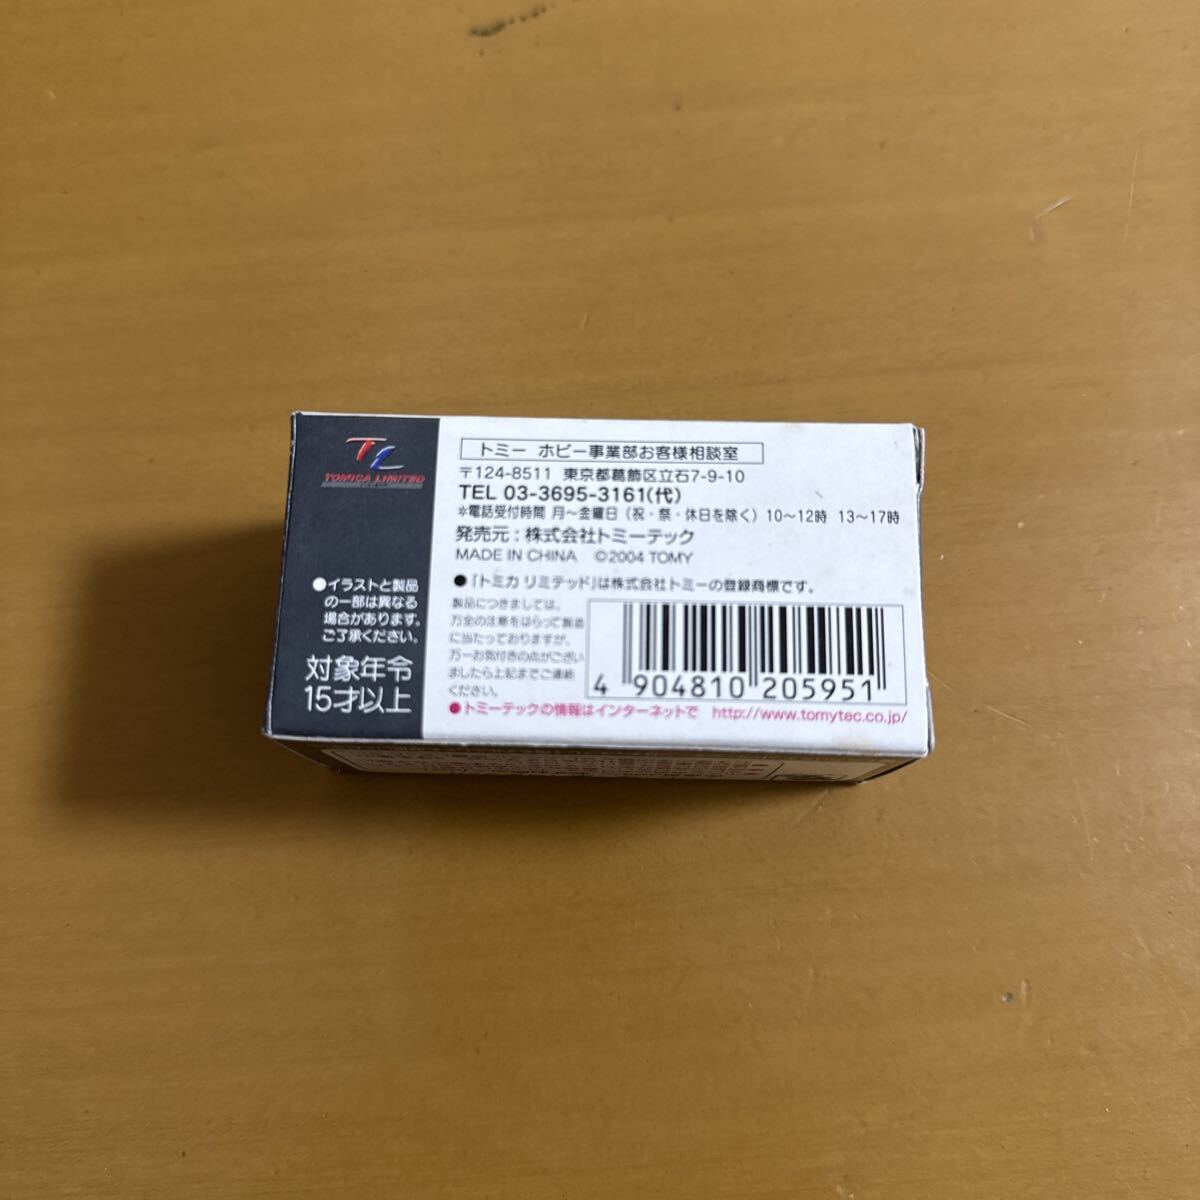 TL
TOMICA LIMITED
●イラストと製品
の一部は異なる
場合があります。
ご了承ください。
対象年令
15才以上
トミー ホビー事業部お客様相談室
〒124-8511 東京都葛飾区立石7-9-10
TEL 03-3695-3161(代)
*電話受付時間 月〜金曜日（祝・祭・休日を除く）10〜12時 13〜17時
発売元：株式会社トミーテック
MADE IN CHINA ©2004 TOMY
●「トミカ リミテッド」は株式会社トミーの登録商標です。
製品につきましては、
万全の注意をはらって製造
に当たっておりますが、
万一お気付きの点がござい
ましたら上記までご連絡
ください。
4 904810 205951
●トミーテックの情報はインターネットで http://www.tomytec.co.jp/